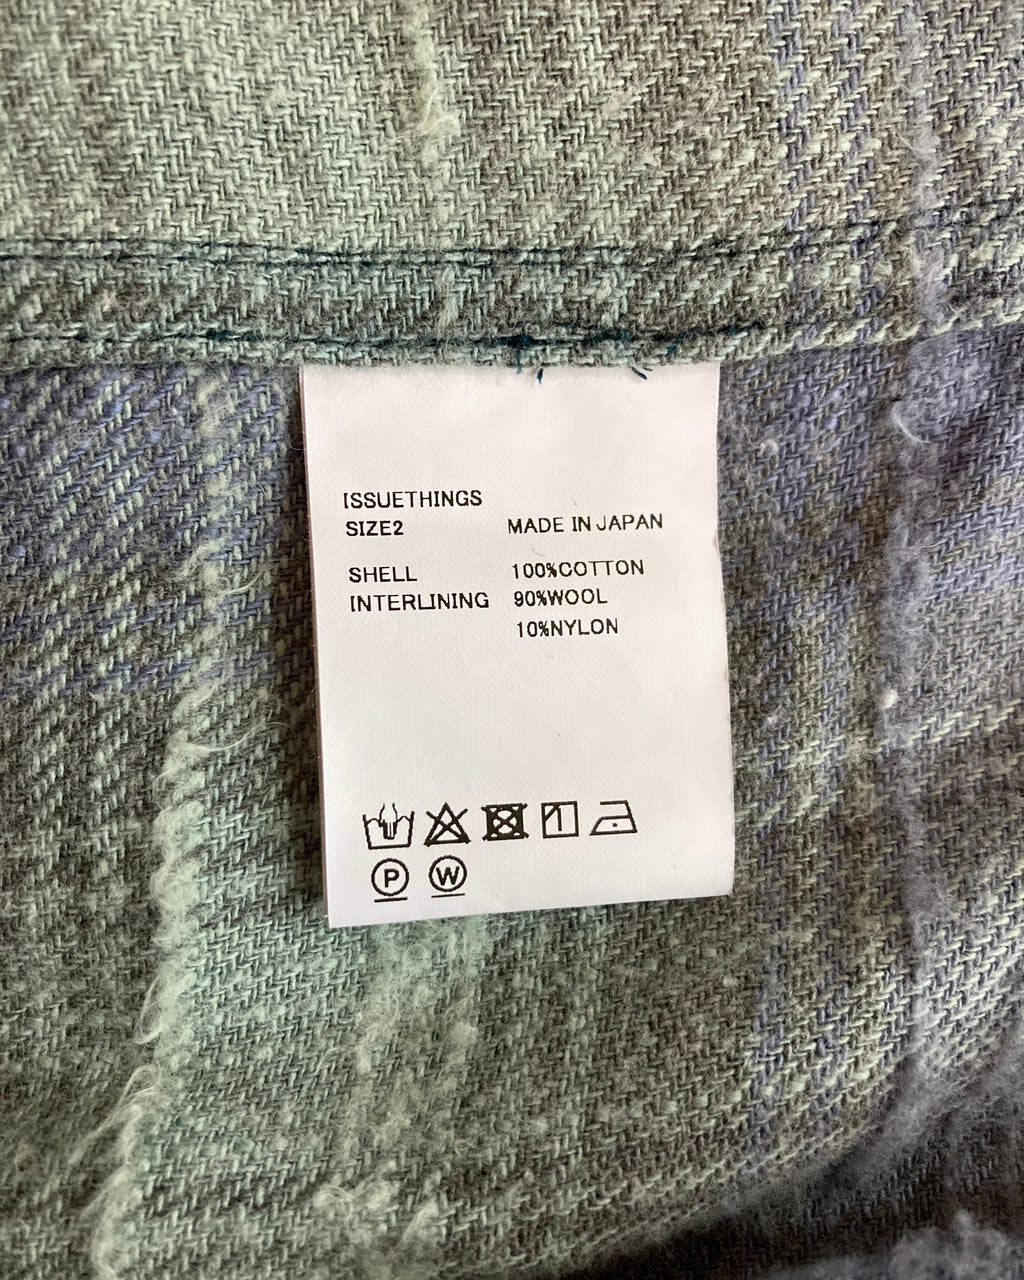 ISSUETHINGS
SIZE2 MADE IN JAPAN
SHELL 100%COTTON
INTERLINING 90%WOOL
10%NYLON
P W